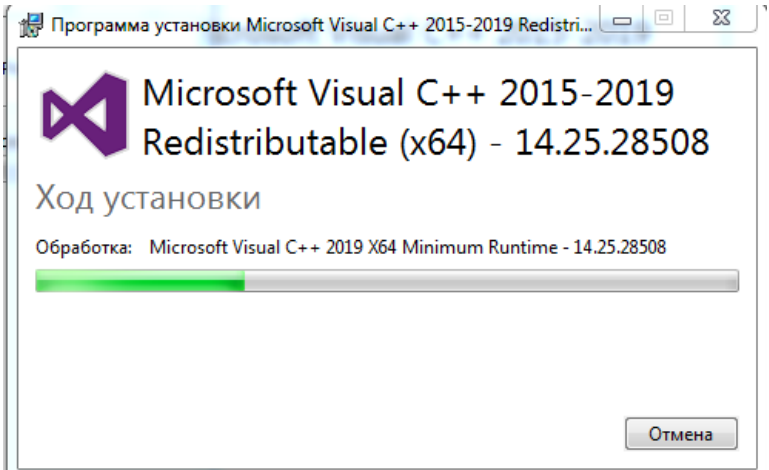 Программа установки Microsoft Visual C++ 2015-2019 Redistri...
Microsoft Visual C++ 2015-2019
Redistributable (x64) - 14.25.28508
Ход установки
Обработка: Microsoft Visual C++ 2019 X64 Minimum Runtime - 14.25.28508
Отмена